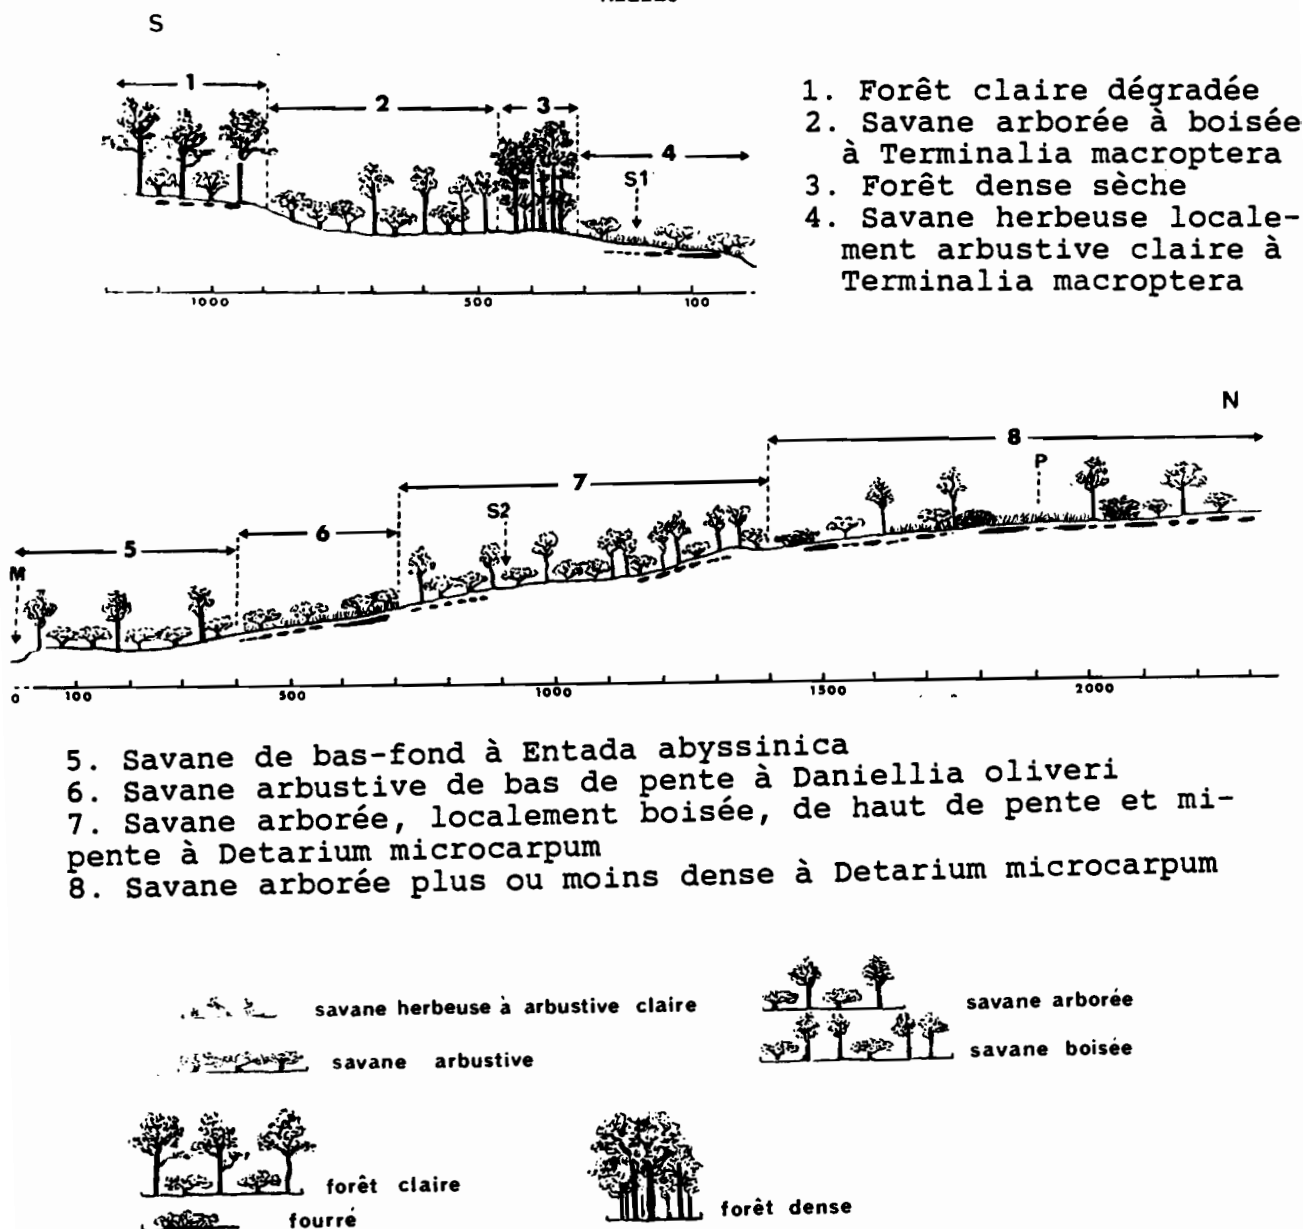 S
1
2
3
4
S1
1000
500
100
1. Forêt claire dégradée
2. Savane arborée à boisée
à Terminalia macroptera
3. Forêt dense sèche
4. Savane herbeuse locale-
ment arbustive claire à
Terminalia macroptera
N
8
P
7
S2
6
5
M
0
100
500
1000
1500
2000
5. Savane de bas-fond à Entada abyssinica
6. Savane arbustive de bas de pente à Daniellia oliveri
7. Savane arborée, localement boisée, de haut de pente et mi-
pente à Detarium microcarpum
8. Savane arborée plus ou moins dense à Detarium microcarpum
savane herbeuse à arbustive claire
savane arborée
savane arbustive
savane boisée
forêt claire
forêt dense
fourré